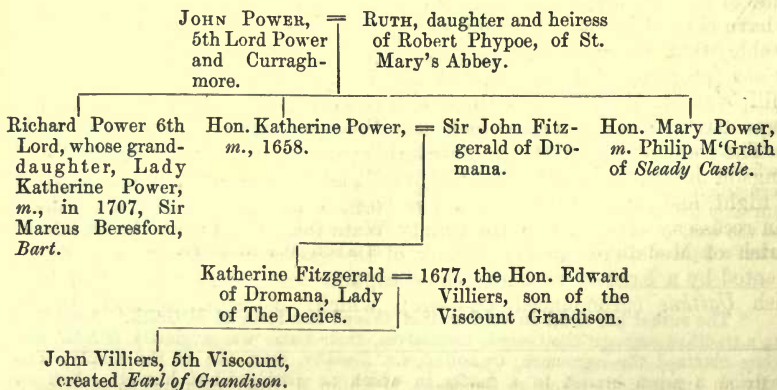 JOHN POWER,
5th Lord Power
and Curragh-
more.
= RUTH, daughter and heiress
of Robert Phypoe, of St.
Mary's Abbey.
Richard Power 6th
Lord, whose grand-
daughter, Lady
Katherine Power,
m., in 1707, Sir
Marcus Beresford,
Bart.
Hon. Katherine Power,
m., 1658.
= Sir John Fitz-
gerald of Dro-
mana.
Hon. Mary Power,
m. Philip M'Grath
of Sleady Castle.
Katherine Fitzgerald
of Dromana, Lady
of The Decies.
= 1677, the Hon. Edward
Villiers, son of the
Viscount Grandison.
John Villiers, 5th Viscount,
created Earl of Grandison.